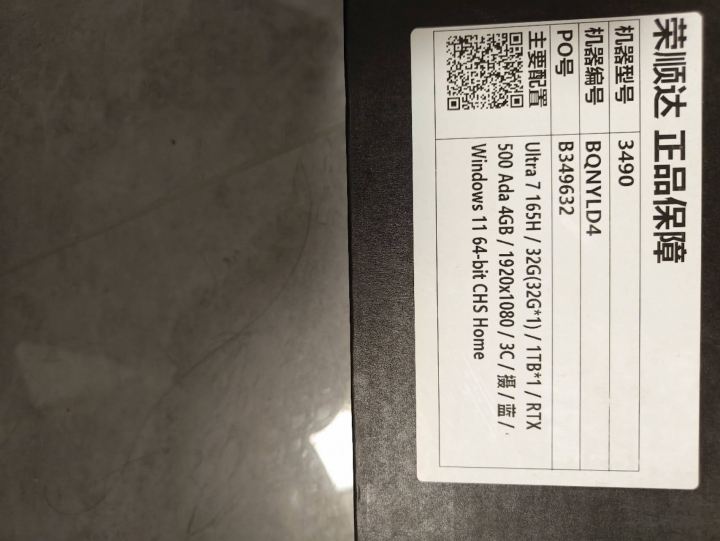 荣顺达 正品保障
机器型号 3490
机器编号 BQNYLD4
PO号 B349632
主要配置 Ultra 7 165H / 32G(32G*1) / 1TB*1 / RTX
500 Ada 4GB / 1920x1080 / 3C / 摄 / 蓝 /
Windows 11 64-bit CHS Home